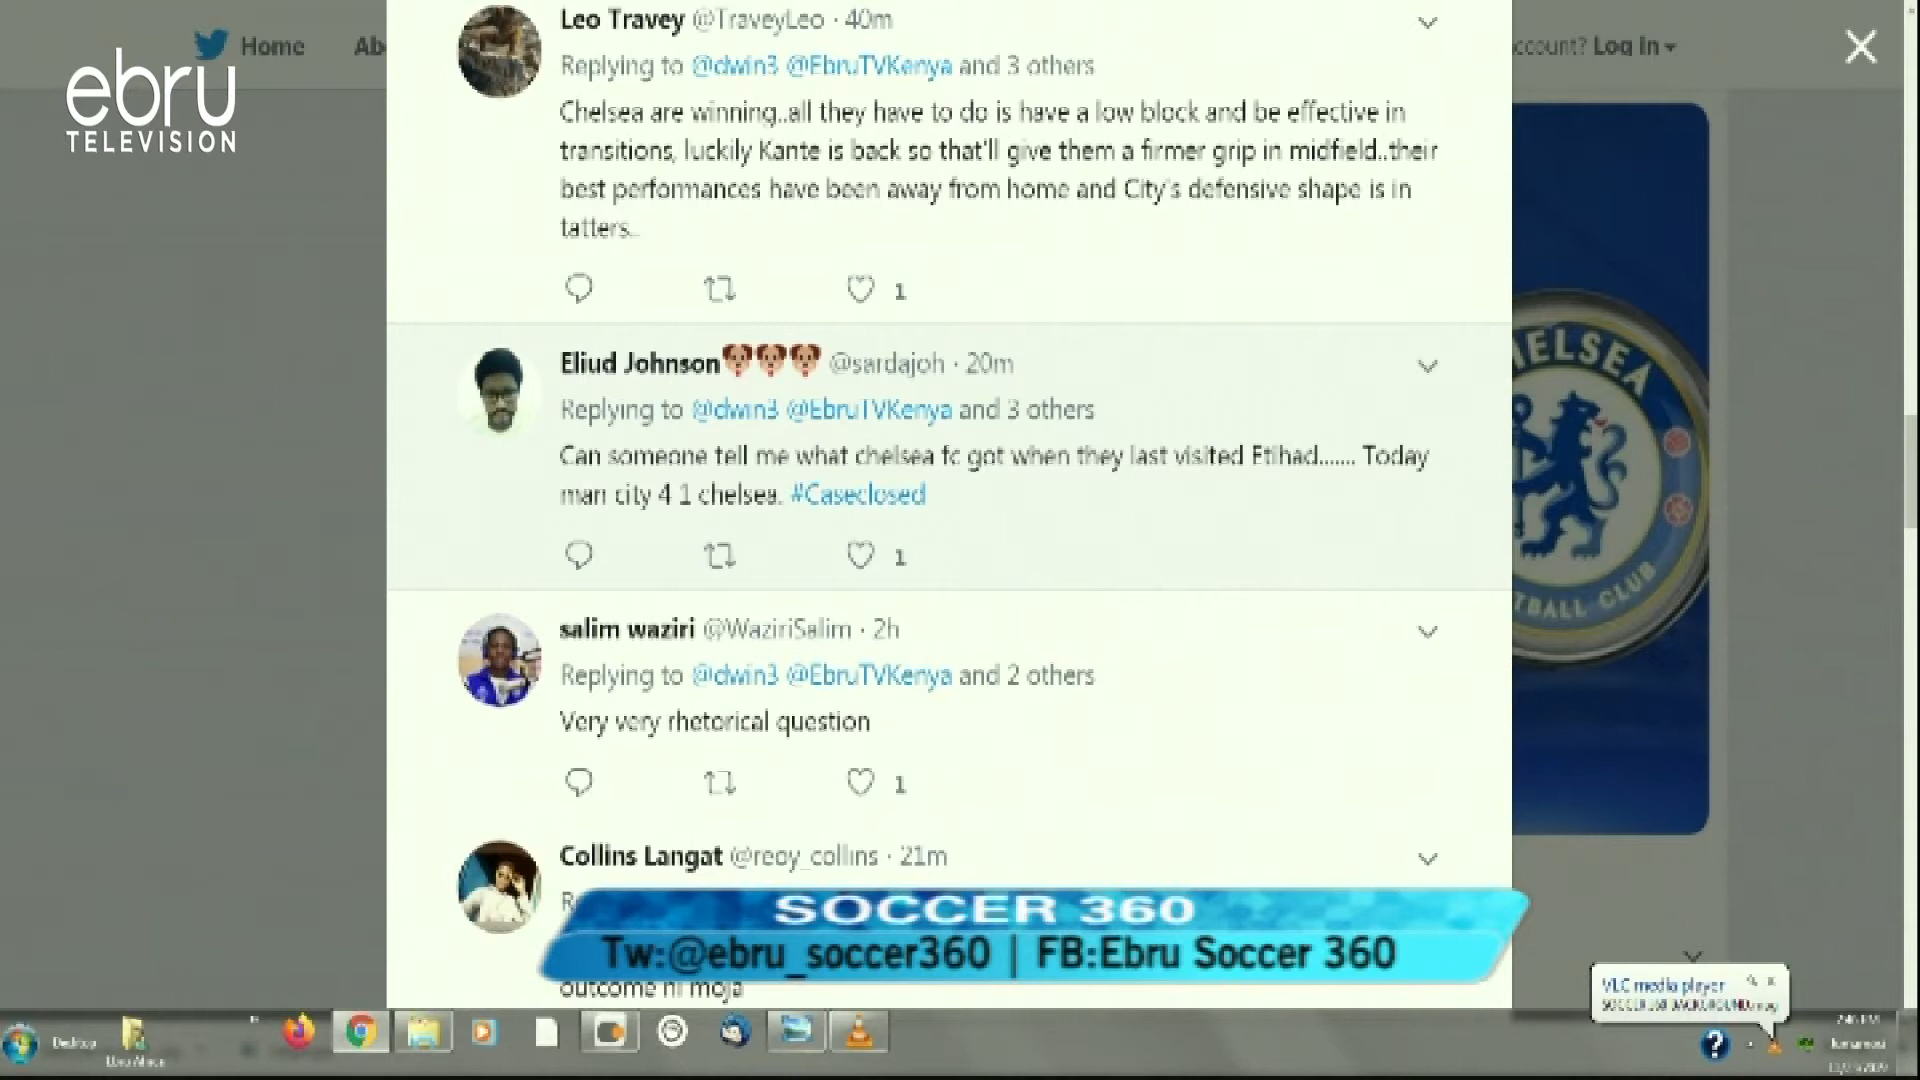 Home
ccount? Log In
ebru
TELEVISION
Leo Travey @TraveyLeo · 40m
Replying to @dwin3 @EbruTVKenya and 3 others
Chelsea are winning..all they have to do is have a low block and be effective in
transitions, luckily Kante is back so that'll give them a firmer grip in midfield..their
best performances have been away from home and City's defensive shape is in
tatters..
1
Eliud Johnson @sardajoh · 20m
Replying to @dwin3 @EbruTVKenya and 3 others
Can someone tell me what chelsea fc got when they last visited Etihad...... Today
man city 4 1 chelsea. #Caseclosed
1
salim waziri @WaziriSalim · 2h
Replying to @dwin3 @EbruTVKenya and 2 others
Very very rhetorical question
1
Collins Langat @reoy_collins · 21m
SOCCER 360
Tw:@ebru_soccer360 | FB:Ebru Soccer 360
outcome ni moja
HELSEA
TBALL CLUB
VLC media player
Desktop